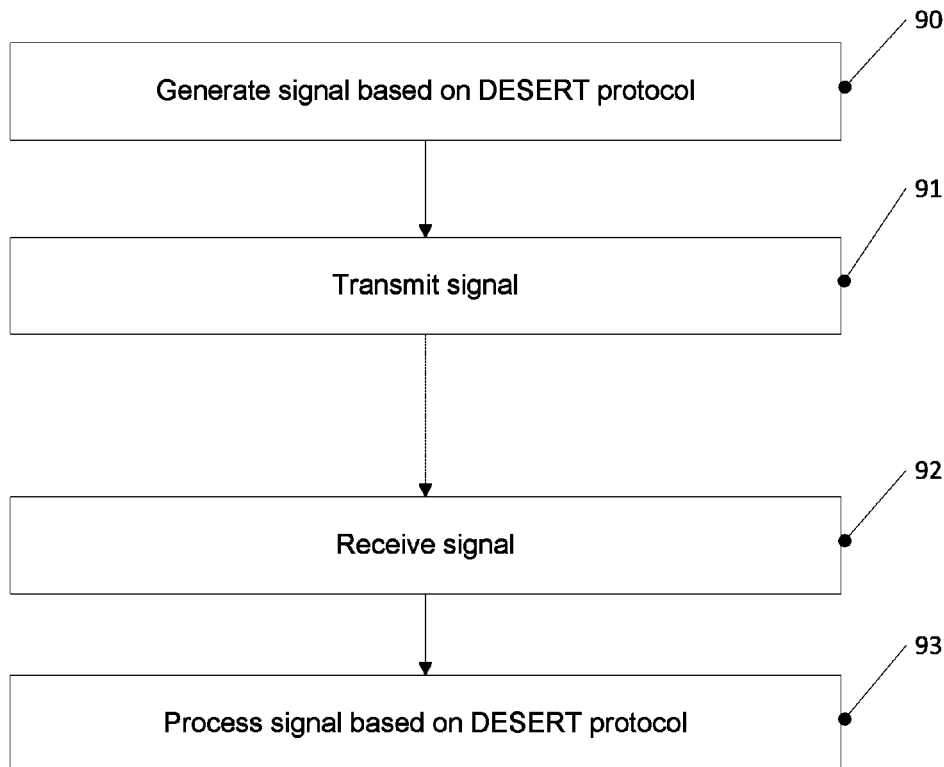 90
Generate signal based on DESERT protocol
91
Transmit signal
92
Receive signal
93
Process signal based on DESERT protocol